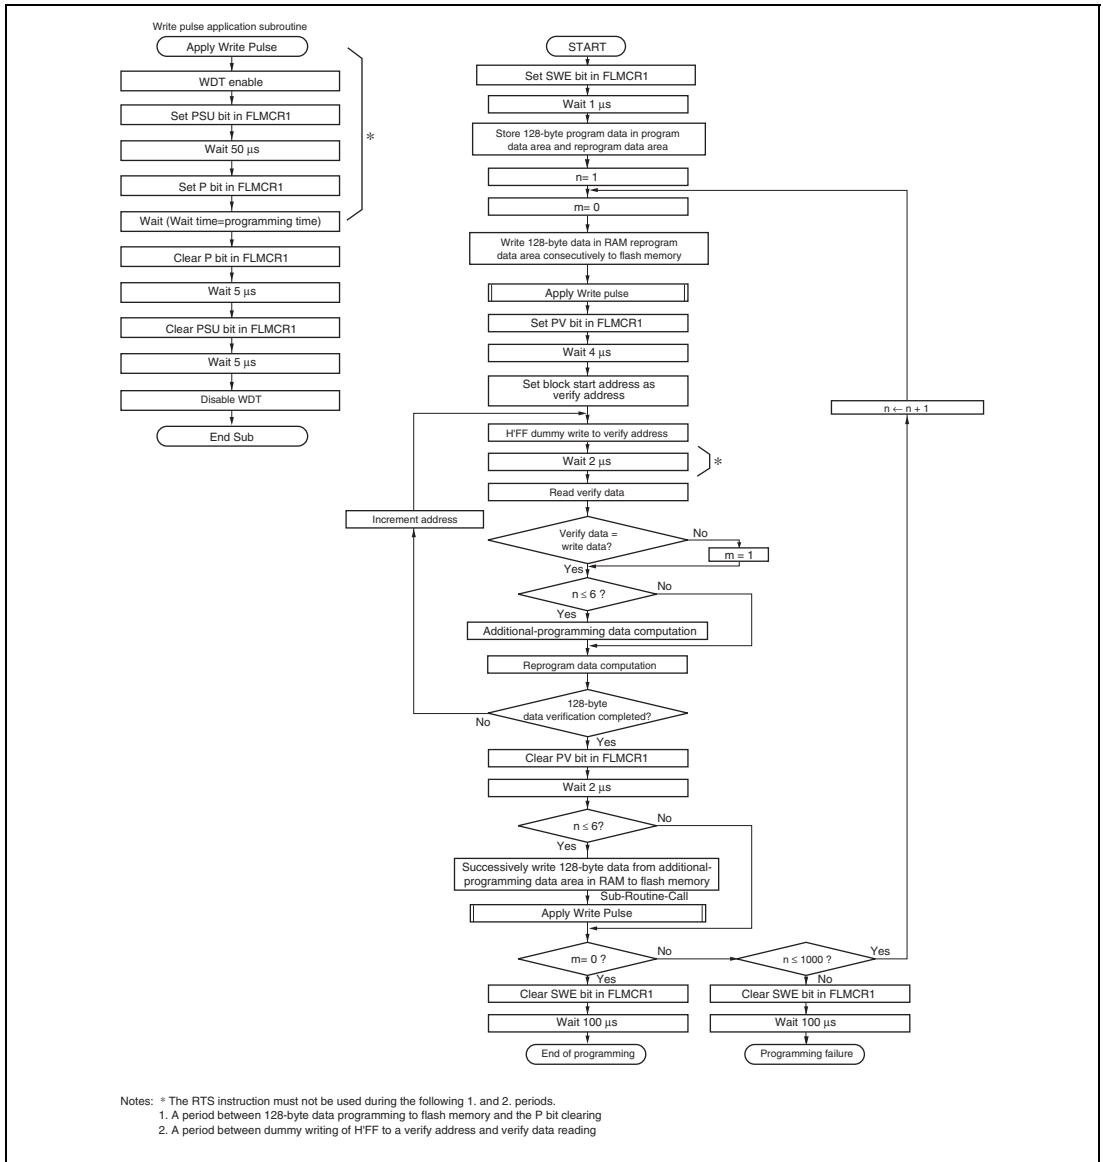 Write pulse application subroutine
Apply Write Pulse
WDT enable
Set PSU bit in FLMCR1
Wait 50 μs
Set P bit in FLMCR1
Wait (Wait time=programming time)
Clear P bit in FLMCR1
Wait 5 μs
Clear PSU bit in FLMCR1
Wait 5 μs
Disable WDT
End Sub
*
START
Set SWE bit in FLMCR1
Wait 1 μs
Store 128-byte program data in program
data area and reprogram data area
n= 1
m= 0
Write 128-byte data in RAM reprogram
data area consecutively to flash memory
Apply Write pulse
Set PV bit in FLMCR1
Wait 4 μs
Set block start address as
verify address
n ← n + 1
H'FF dummy write to verify address
Wait 2 μs
*
Read verify data
Increment address
Verify data =
write data?
No
m = 1
Yes
n ≤ 6 ?
No
Yes
Additional-programming data computation
Reprogram data computation
128-byte
data verification completed?
No
Yes
Clear PV bit in FLMCR1
Wait 2 μs
n ≤ 6?
No
Yes
Successively write 128-byte data from additional-
programming data area in RAM to flash memory
Sub-Routine-Call
Apply Write Pulse
m= 0 ?
No
n ≤ 1000 ?
Yes
Yes
No
Clear SWE bit in FLMCR1
Clear SWE bit in FLMCR1
Wait 100 μs
Wait 100 μs
End of programming
Programming failure
Notes: * The RTS instruction must not be used during the following 1. and 2. periods.
1. A period between 128-byte data programming to flash memory and the P bit clearing
2. A period between dummy writing of H'FF to a verify address and verify data reading